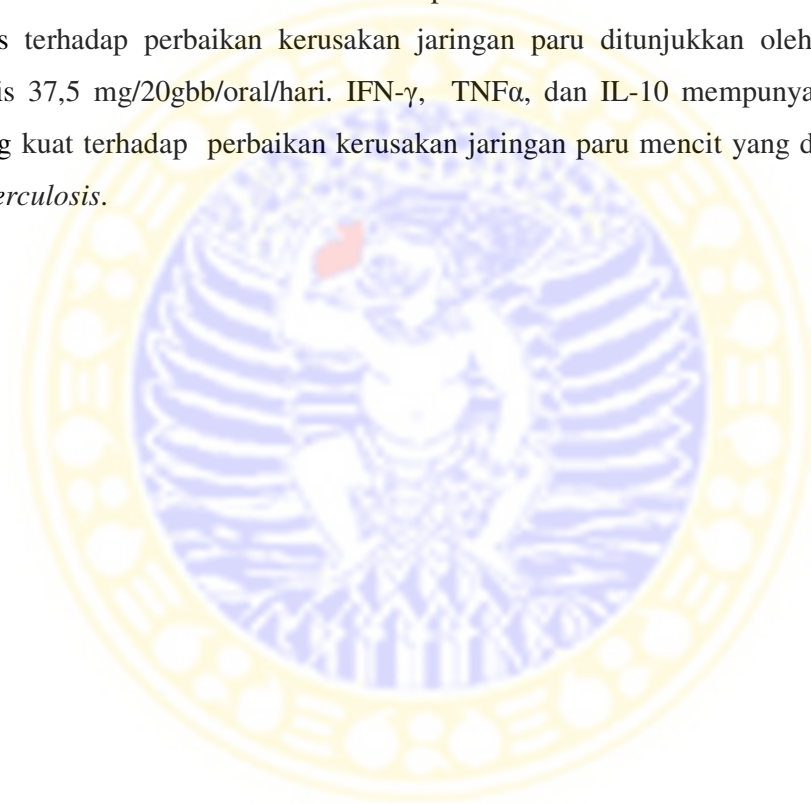 s terhadap perbaikan kerusakan jaringan paru ditunjukkan oleh
is 37,5 mg/20gbb/oral/hari. IFN-γ, TNFα, dan IL-10 mempunya
g kuat terhadap perbaikan kerusakan jaringan paru mencit yang d
erculosis.